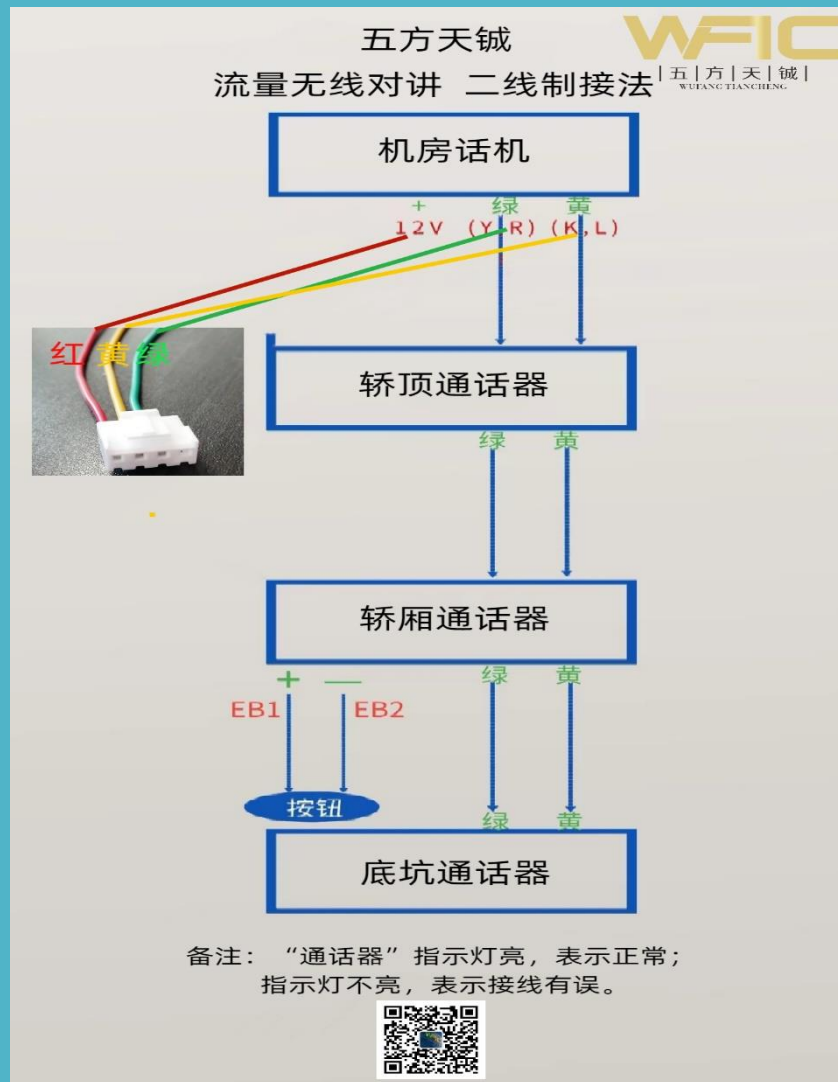 WFIC
|五|方|天|铖|
WUFANG TIANCHENG
五方天铖
流量无线对讲 二线制接法
机房话机
+ 绿 黄
12V (Y,R) (K,L)
红 黄 绿
轿顶通话器
绿 黄
轿厢通话器
+ — 绿 黄
EB1 EB2
按钮
绿 黄
底坑通话器
备注：“通话器”指示灯亮，表示正常；
指示灯不亮，表示接线有误。